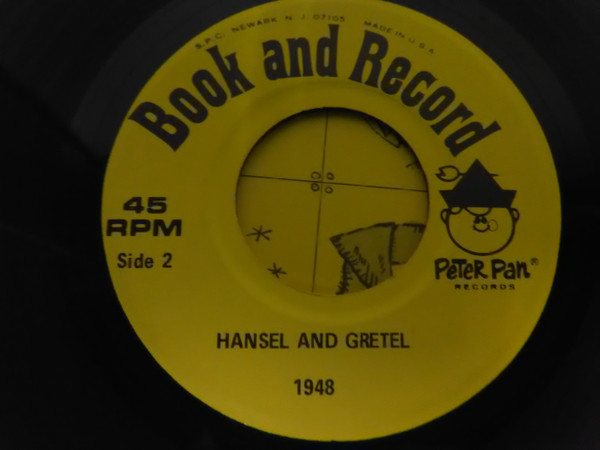 S.P.C. NEWARK N.J. 07105 MADE IN U.S.A.
Book and Record
45
RPM
Side 2
PETER PAN®
RECORDS
HANSEL AND GRETEL
1948